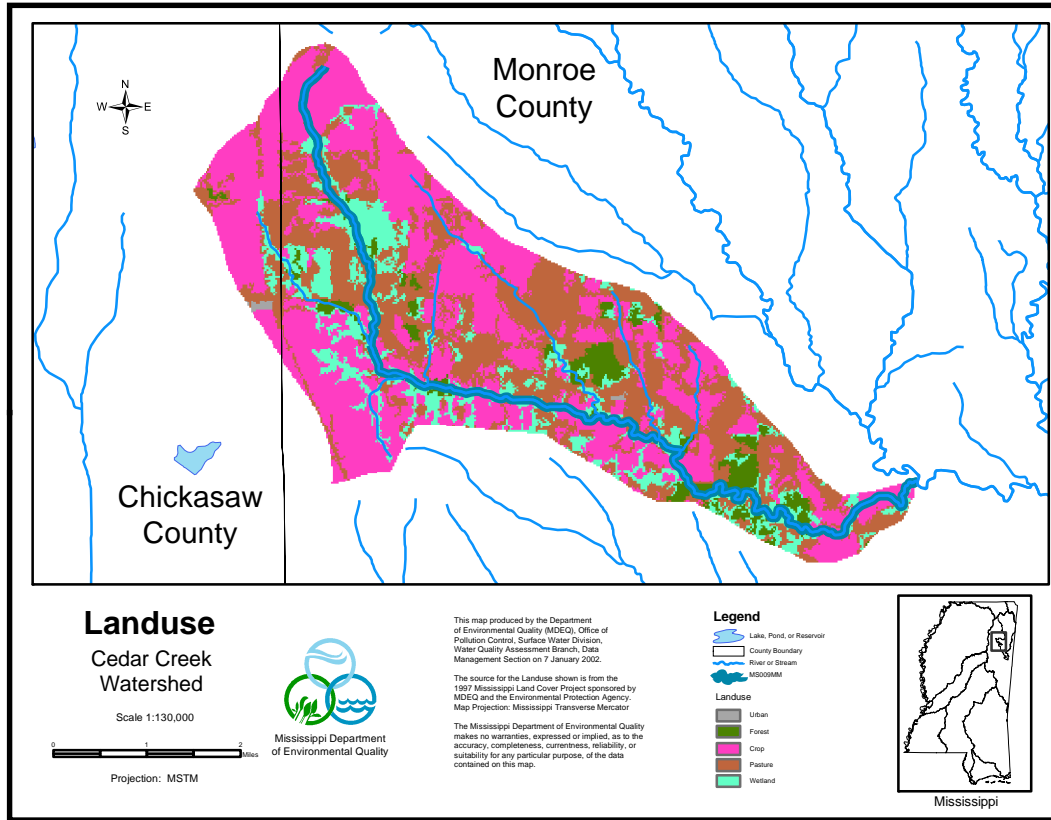 Monroe
County
N
W E
S
Chickasaw
County
Landuse
Cedar Creek
Watershed
Scale 1:130,000
0 1 2
Miles
Projection: MSTM
Mississippi Department
of Environmental Quality
This map produced by the Department
of Environmental Quality (MDEQ), Office of
Pollution Control, Surface Water Division,
Water Quality Assessment Branch, Data
Management Section on 7 January 2002.
The source for the Landuse shown is from the
1997 Mississippi Land Cover Project sponsored by
MDEQ and the Environmental Protection Agency.
Map Projection: Mississippi Transverse Mercator
The Mississippi Department of Environmental Quality
makes no warranties, expressed or implied, as to the
accuracy, completeness, currentness, reliability, or
suitability for any particular purpose, of the data
contained on this map.
Legend
Lake, Pond, or Reservoir
County Boundary
River or Stream
MS009MM
Landuse
Urban
Forest
Crop
Pasture
Wetland
Mississippi